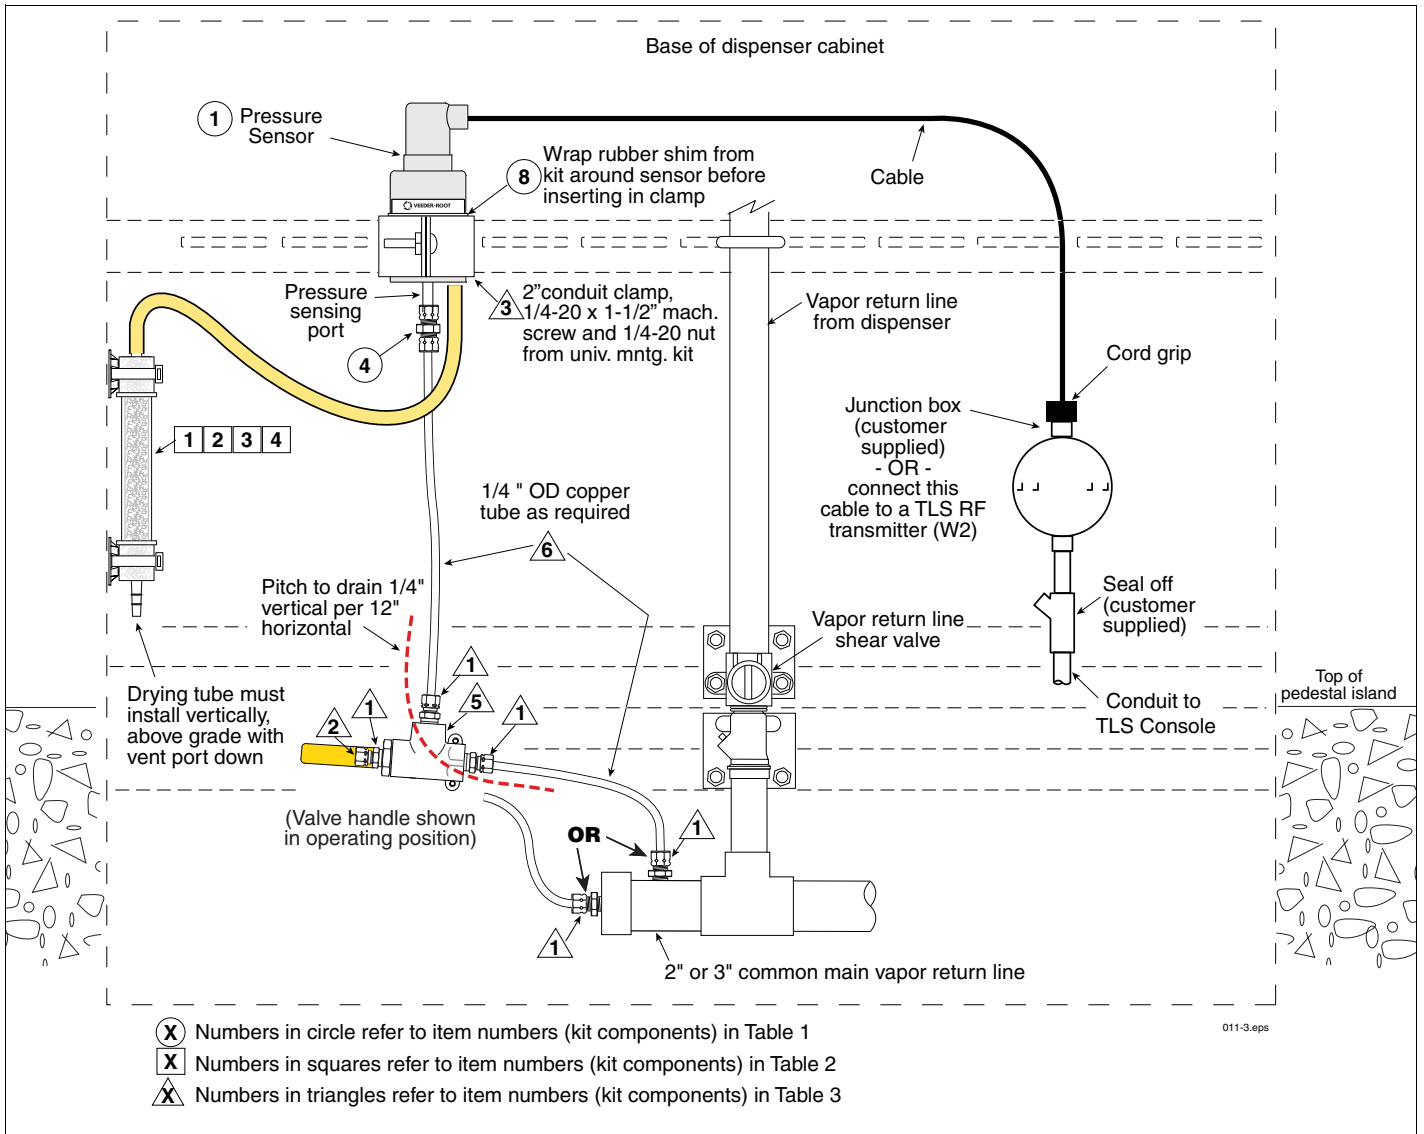 Base of dispenser cabinet
1 Pressure
Sensor
8
Wrap rubber shim from
kit around sensor before
inserting in clamp
Cable
VEEDER-ROOT
Pressure
sensing
port
3
2”conduit clamp,
1/4-20 x 1-1/2” mach.
screw and 1/4-20 nut
from univ. mntg. kit
4
Vapor return line
from dispenser
Cord grip
Junction box
(customer
supplied)
- OR -
connect this
cable to a TLS RF
transmitter (W2)
1 2 3 4
1/4 " OD copper
tube as required
6
Pitch to drain 1/4"
vertical per 12"
horizontal
Seal off
(customer
supplied)
Vapor return line
shear valve
1
5
1
1
2
Drying tube must
install vertically,
above grade with
vent port down
Top of
pedestal island
Conduit to
TLS Console
(Valve handle shown
in operating position)
OR
1
1
2" or 3" common main vapor return line
X Numbers in circle refer to item numbers (kit components) in Table 1
X Numbers in squares refer to item numbers (kit components) in Table 2
X Numbers in triangles refer to item numbers (kit components) in Table 3
011-3.eps